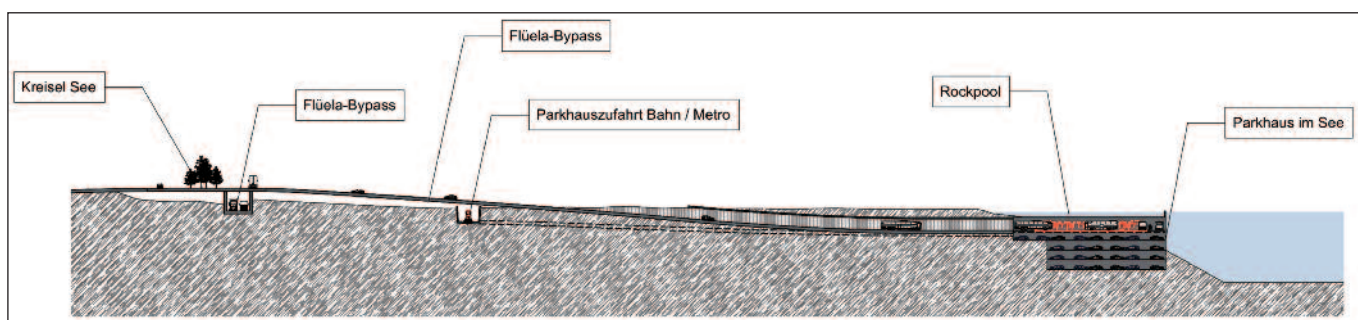 Kreisel See
Flüela-Bypass
Flüela-Bypass
Parkhauszufahrt Bahn / Metro
Rockpool
Parkhaus im See